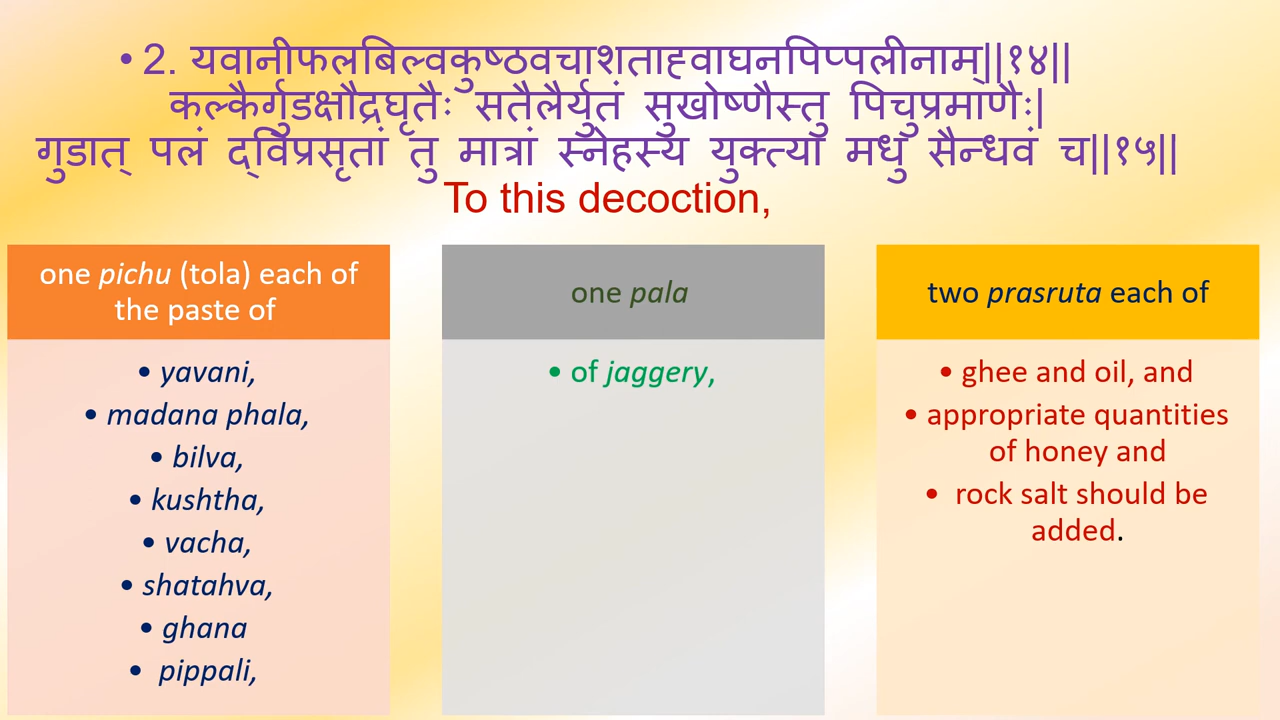 • 2. यवानीफलबिल्वकुष्ठवचाशताह्वाघनपिप्पलीनाम्||१४||
कल्कैर्गुडक्षौद्रघृतैः सतैलैर्युतं सुखोष्णैस्तु पिचुप्रमाणैः|
गुडात् पलं द्विप्रसृतां तु मात्रां स्नेहस्य युक्त्या मधु सैन्धवं च||१५||
To this decoction,
one pichu (tola) each of
the paste of
• yavani,
• madana phala,
• bilva,
• kushtha,
• vacha,
• shatahva,
• ghana
• pippali,
one pala
• of jaggery,
two prasruta each of
• ghee and oil, and
• appropriate quantities
of honey and
• rock salt should be
added.